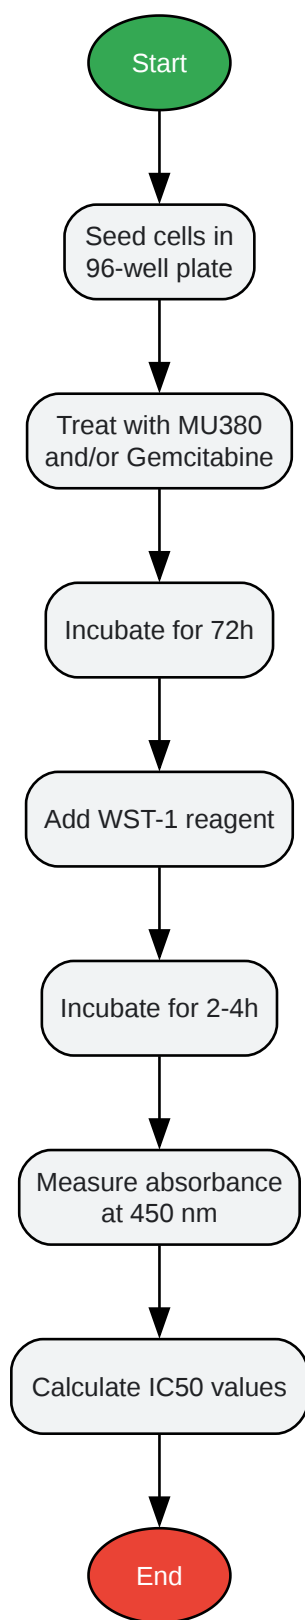 Start
Seed cells in
96-well plate
Treat with MU380
and/or Gemcitabine
Incubate for 72h
Add WST-1 reagent
Incubate for 2-4h
Measure absorbance
at 450 nm
Calculate IC50 values
End